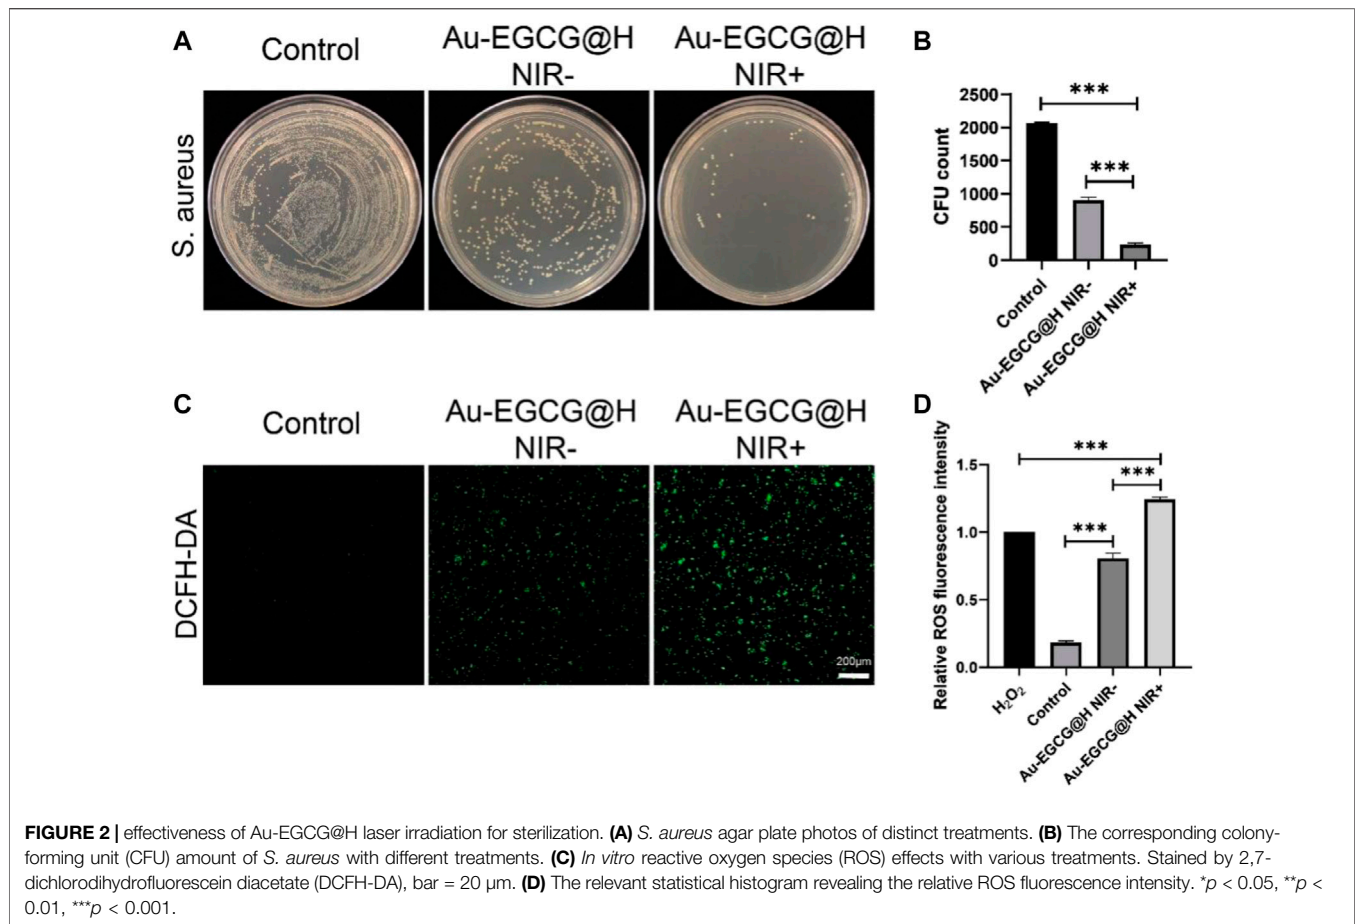 A
Control
Au-EGCG@H
NIR-
Au-EGCG@H
NIR+
S. aureus
B
CFU count
2500
2000
1500
1000
500
0
***
***
Control
Au-EGCG@H NIR-
Au-EGCG@H NIR+
C
Control
Au-EGCG@H
NIR-
Au-EGCG@H
NIR+
DCFH-DA
200μm
D
Relative ROS fluorescence intensity
1.5
1.0
0.5
0.0
***
***
***
H₂O₂
Control
Au-EGCG@H NIR-
Au-EGCG@H NIR+
FIGURE 2 | effectiveness of Au-EGCG@H laser irradiation for sterilization. (A) S. aureus agar plate photos of distinct treatments. (B) The corresponding colony-
forming unit (CFU) amount of S. aureus with different treatments. (C) In vitro reactive oxygen species (ROS) effects with various treatments. Stained by 2,7-
dichlorodihydrofluorescein diacetate (DCFH-DA), bar = 20 μm. (D) The relevant statistical histogram revealing the relative ROS fluorescence intensity. *p < 0.05, **p <
0.01, ***p < 0.001.